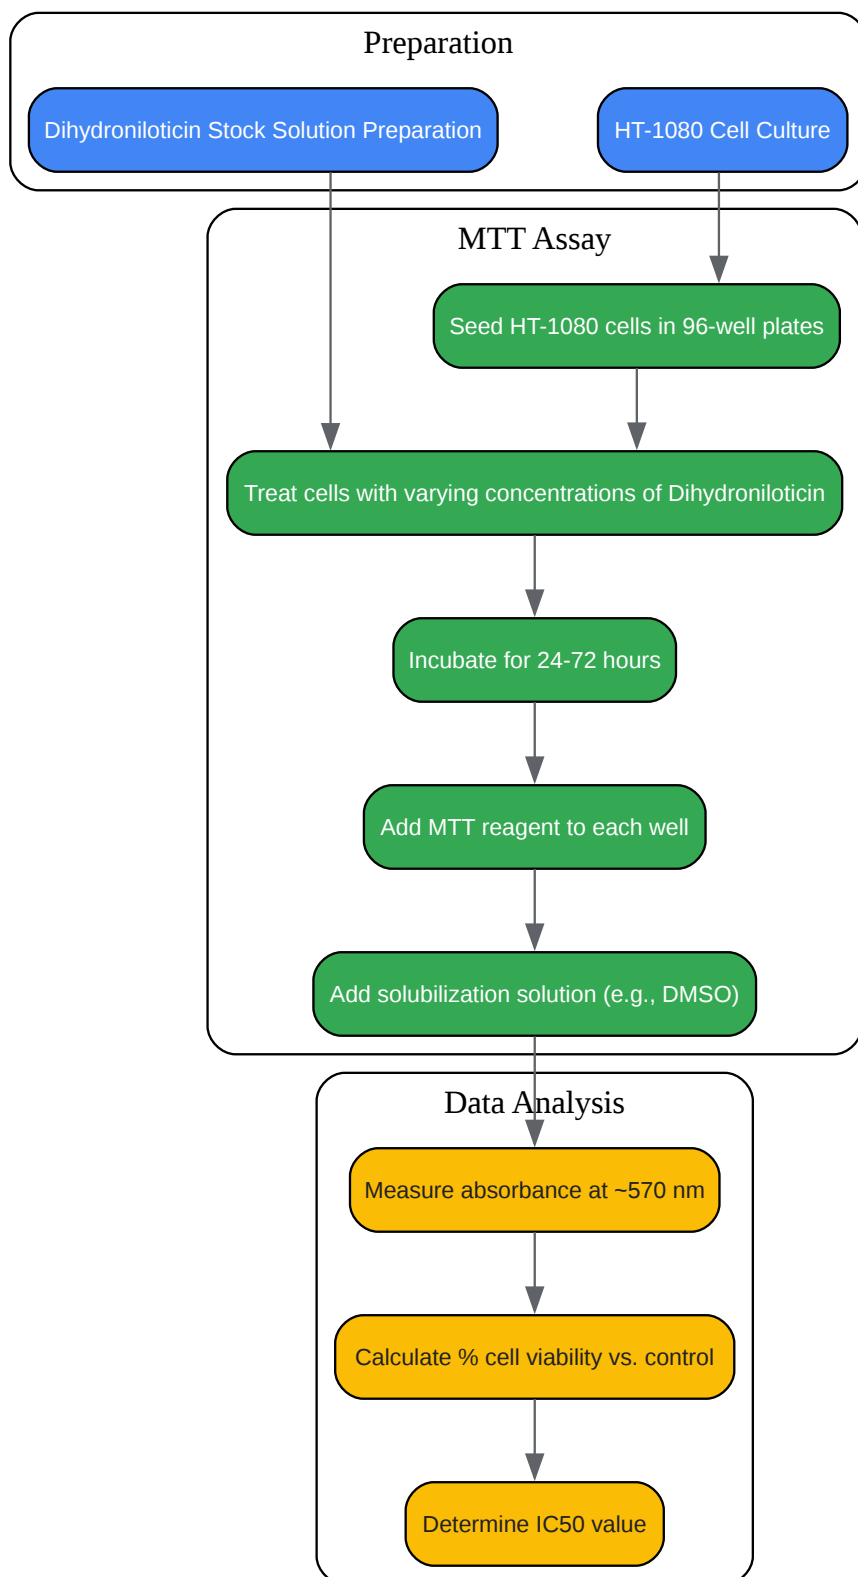 Preparation
Dihydroniloticin Stock Solution Preparation
HT-1080 Cell Culture
MTT Assay
Seed HT-1080 cells in 96-well plates
Treat cells with varying concentrations of Dihydroniloticin
Incubate for 24-72 hours
Add MTT reagent to each well
Add solubilization solution (e.g., DMSO)
Data Analysis
Measure absorbance at ~570 nm
Calculate % cell viability vs. control
Determine IC50 value